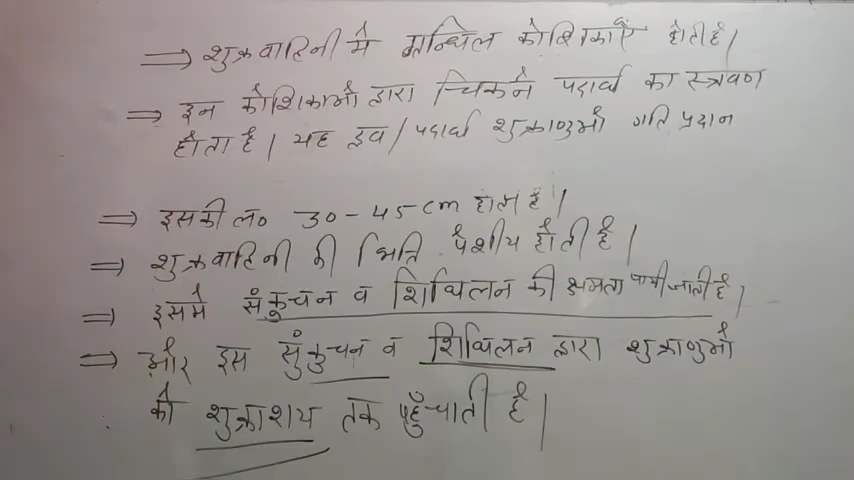 ⇒ शुक्रवाहिनी मे ग्रन्थिल कोशिकाएँ होती है।
⇒ इन कोशिकाओ द्वारा चिकने पदार्थ का स्त्रवण
होता है। यह द्रव/पदार्थ शुक्राणुओ गति प्रदान
⇒ इसकी ल० 30-45 cm होता है।
⇒ शुक्रवाहिनी की भिति पेशीय होती है।
⇒ इसमे संकुचन व शिथिलन की क्षमता पायी जाती है।
⇒ और इस संकुचन व शिथिलन द्वारा शुक्राणुओ
को शुक्राशय तक पहुँचाती है।